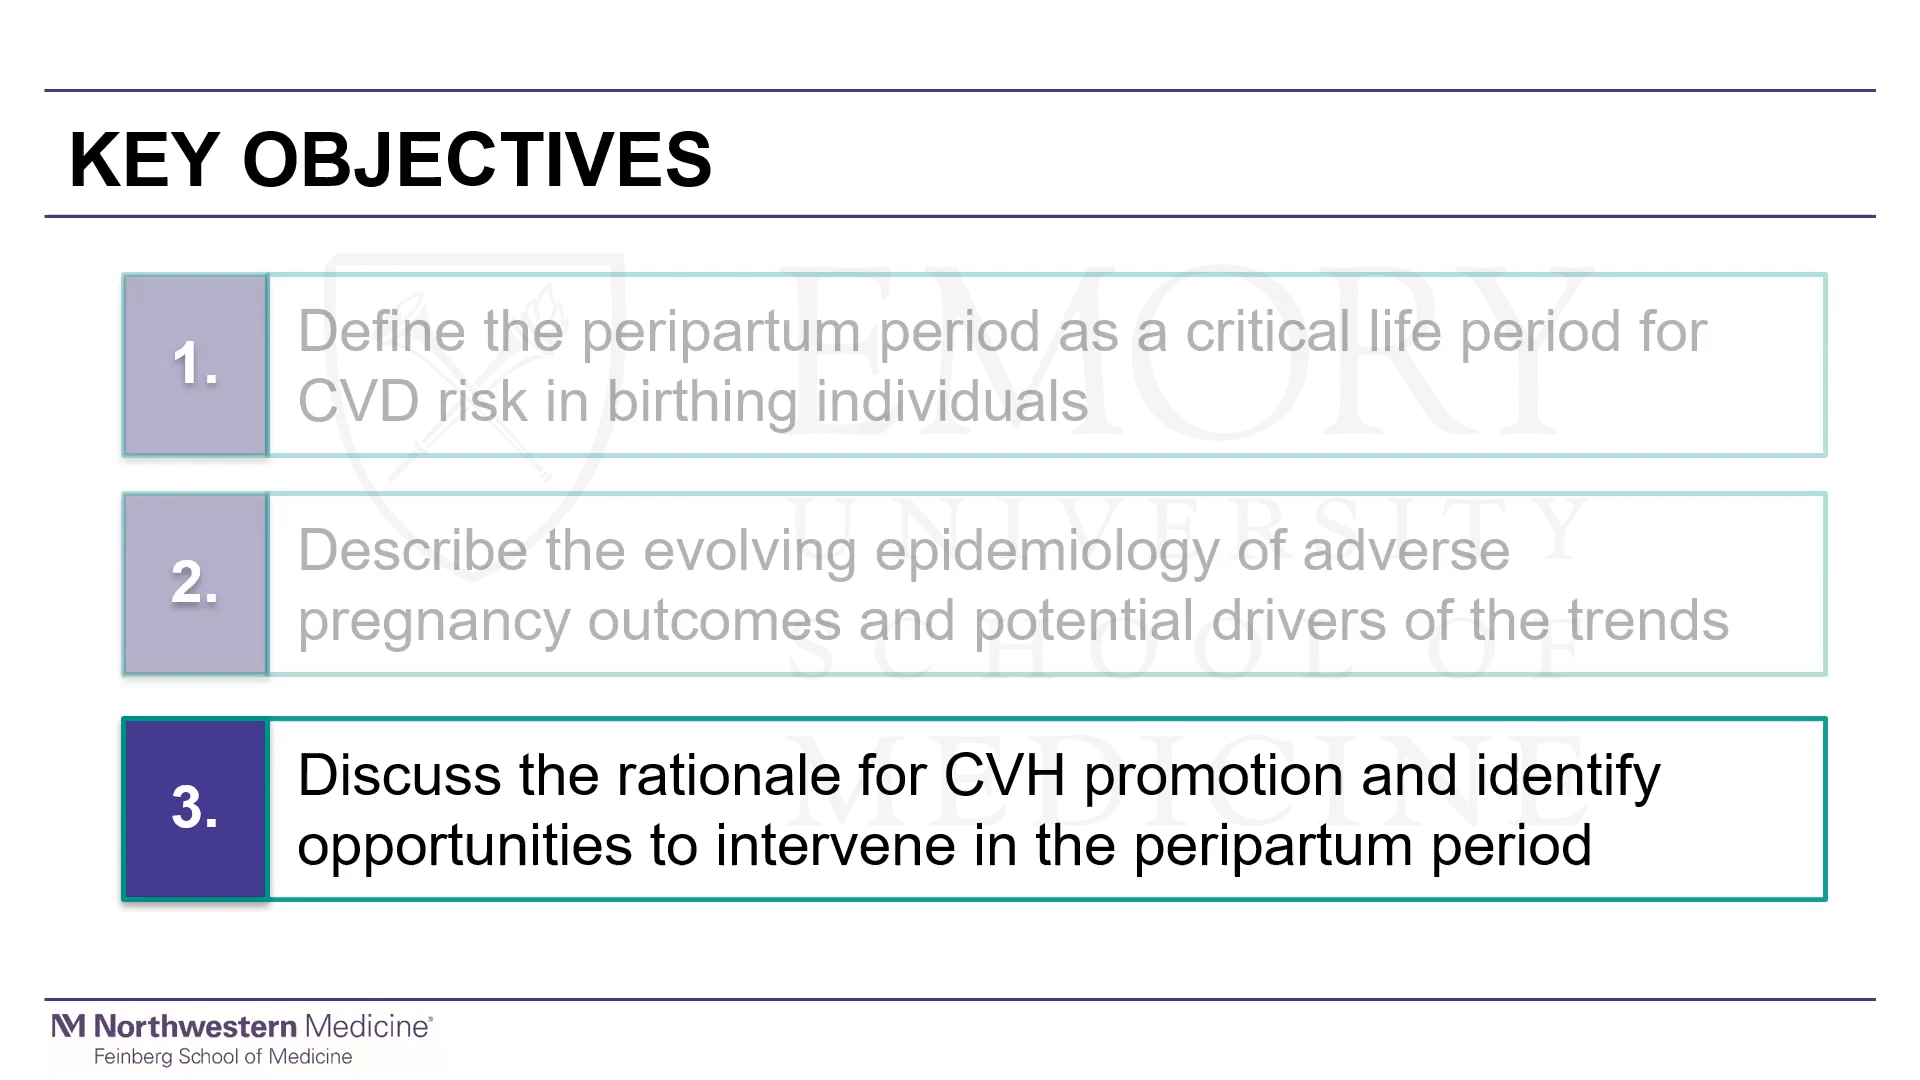 KEY OBJECTIVES
1.
Define the peripartum period as a critical life period for
CVD risk in birthing individuals
2.
Describe the evolving epidemiology of adverse
pregnancy outcomes and potential drivers of the trends
3.
Discuss the rationale for CVH promotion and identify
opportunities to intervene in the peripartum period
EMORY
UNIVERSITY
SCHOOL OF
MEDICINE
NM Northwestern Medicine®
Feinberg School of Medicine